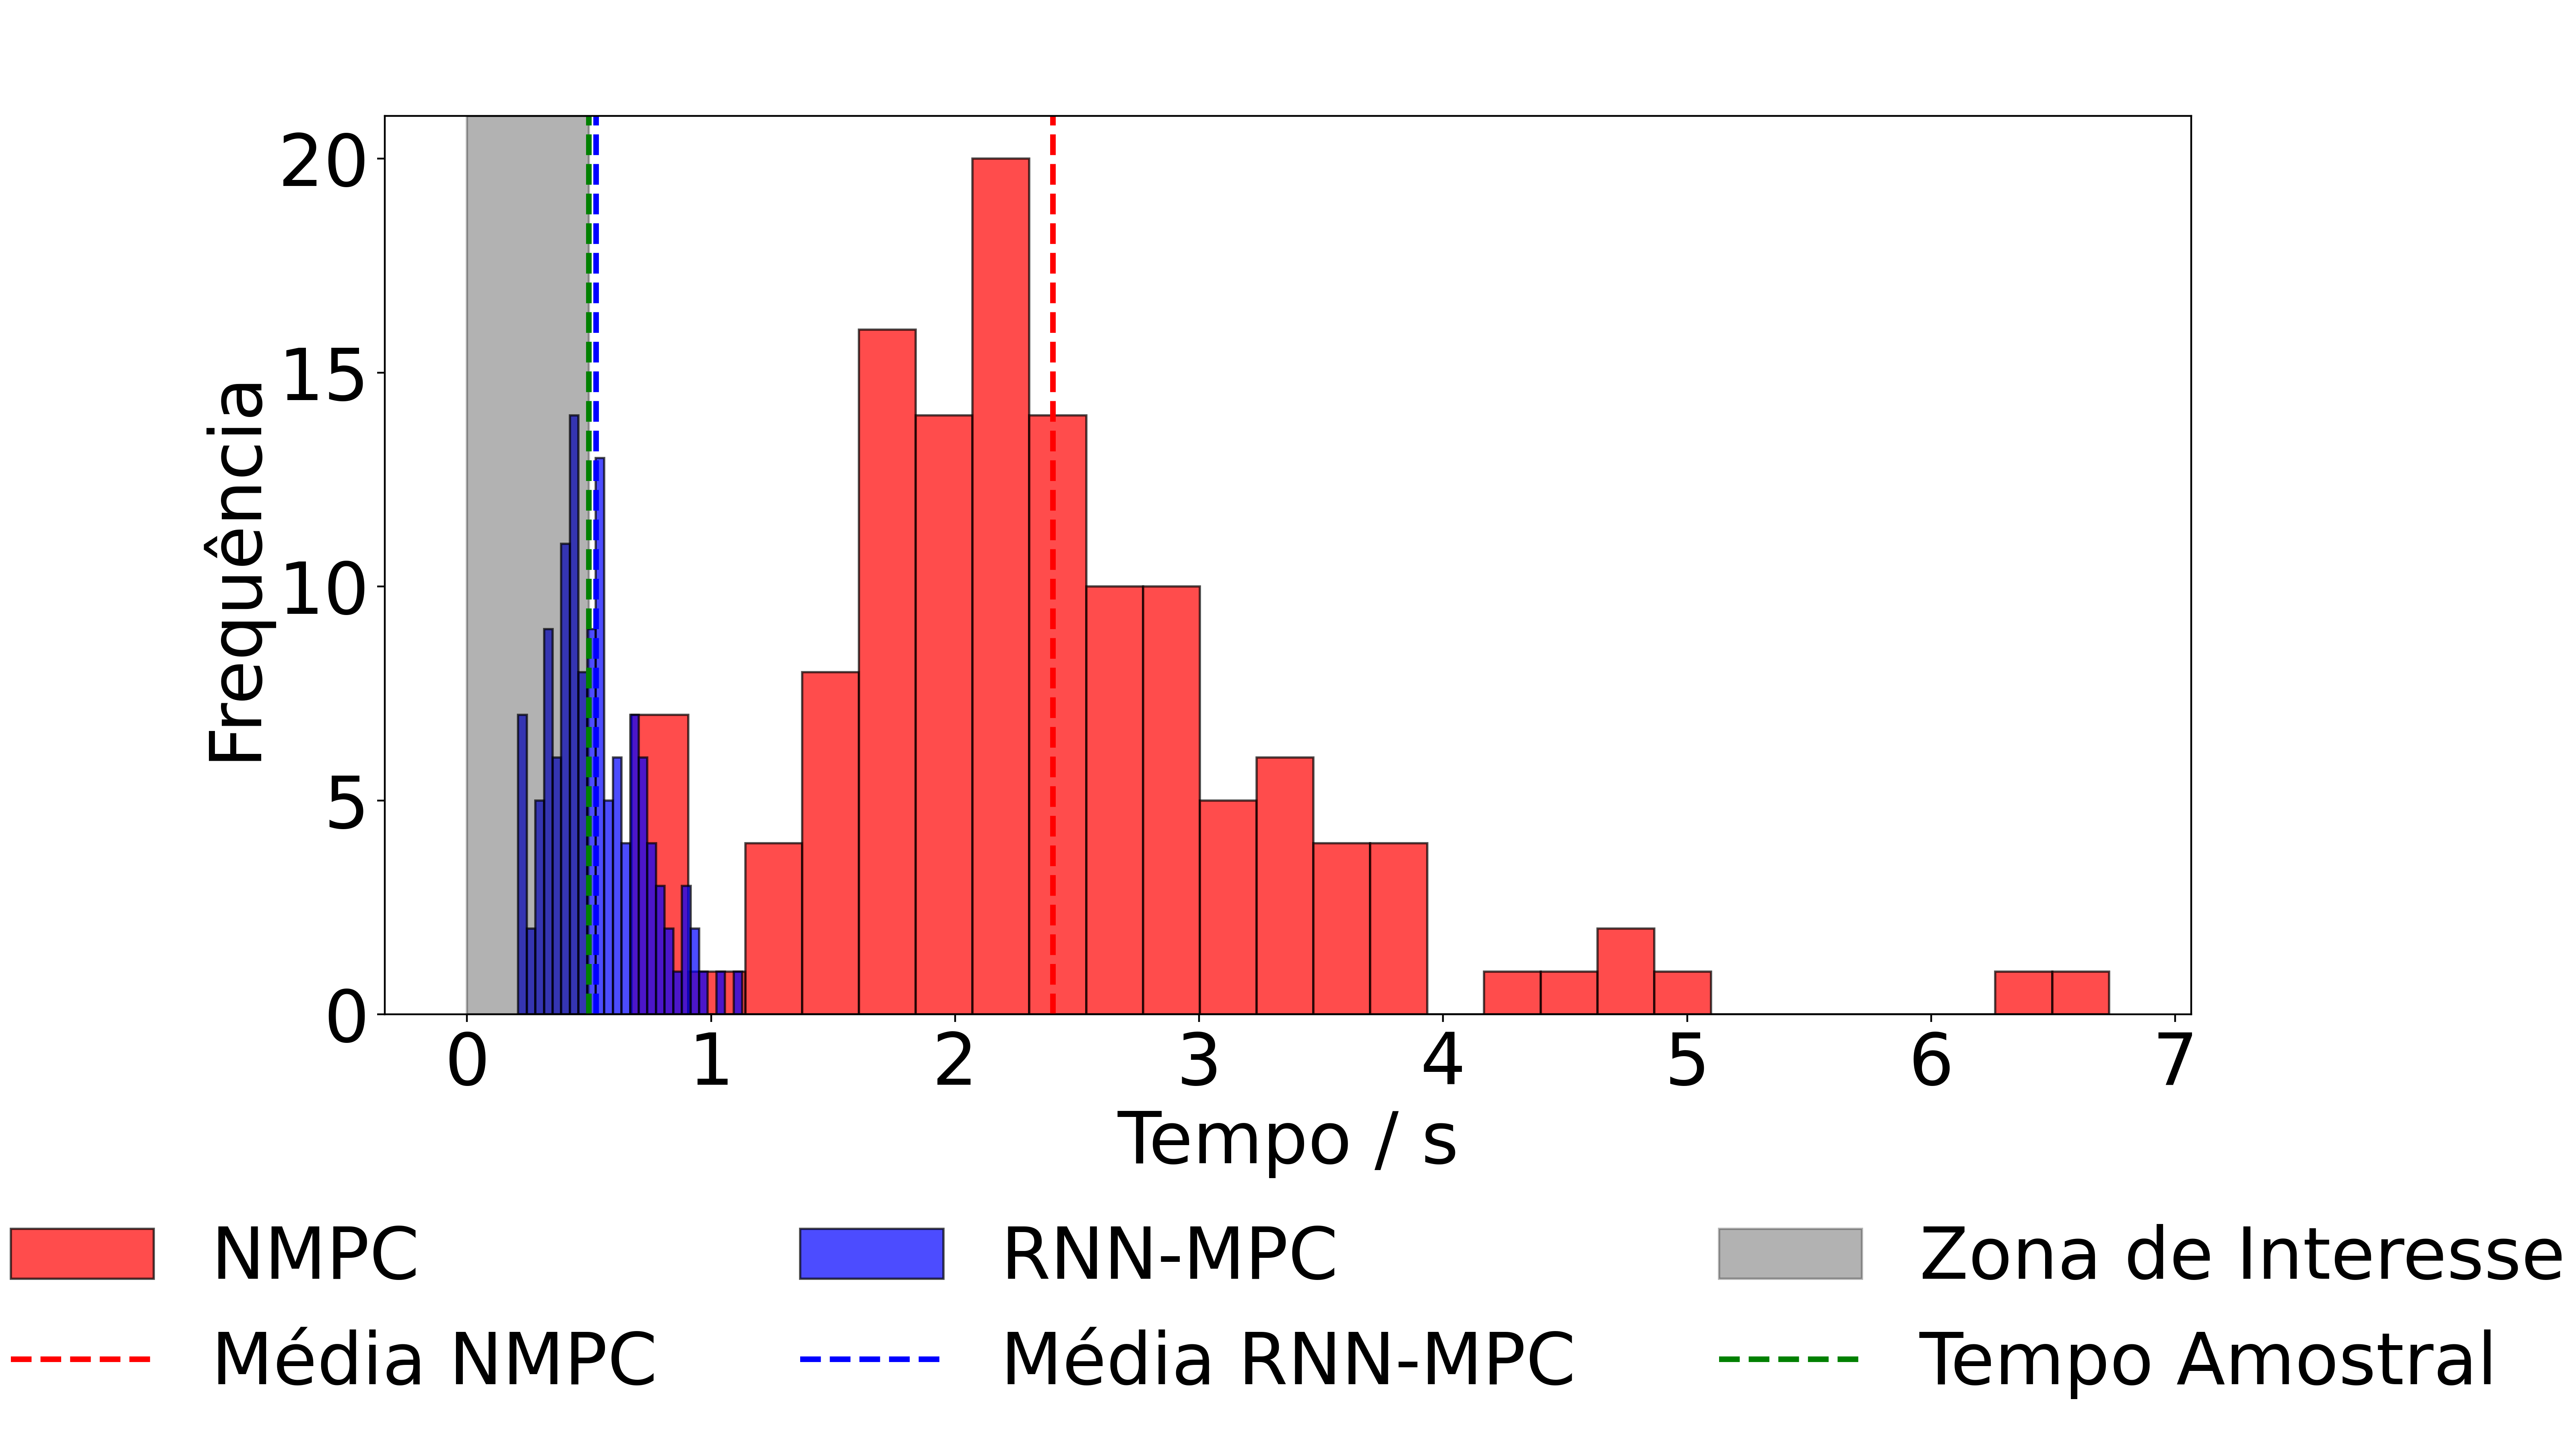 20
15
10
5
0
Frequência
0 1 2 3 4 5 6 7
Tempo / s
NMPC RNN-MPC Zona de Interesse
Média NMPC Média RNN-MPC Tempo Amostral